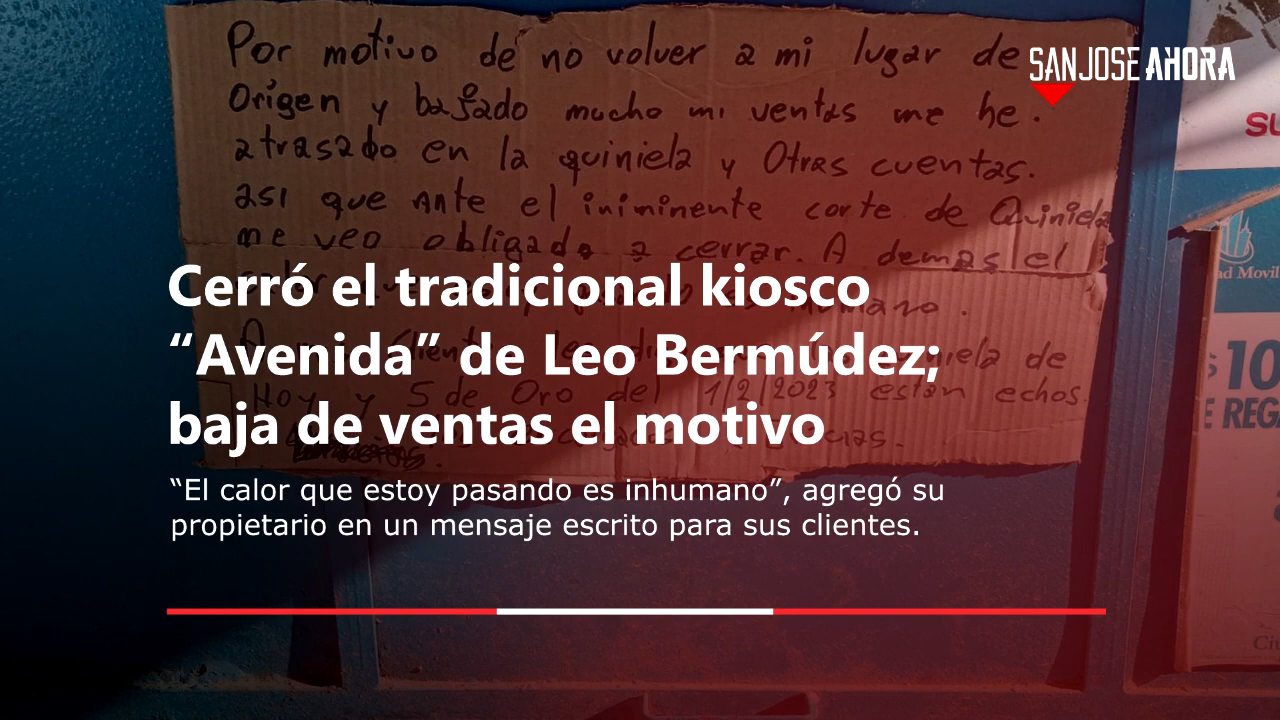 Por motivo de no volver a mi lugar de
SANJOSE AHORA
Origen y bajado mucho mi ventas me he.
atrasado en la quiniela y Otras cuentas.
asi que Ante el iniminente corte de Quiniela
me veo obligado a cerrar. A demas el
Cerró el tradicional kiosco
“Avenida” de Leo Bermúdez;
baja de ventas el motivo
de
Hoy y 5 de Oro del 1/2/2023 estan echos.
“El calor que estoy pasando es inhumano”, agregó su
propietario en un mensaje escrito para sus clientes.
10